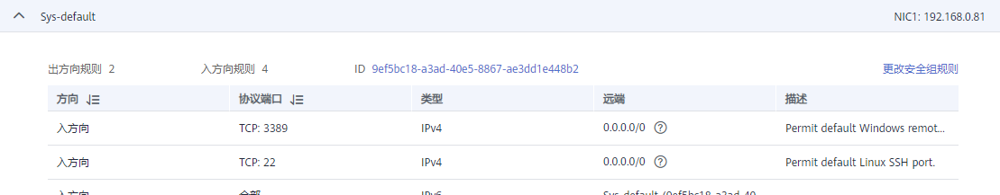 Sys-default NIC1: 192.168.0.81
出方向规则 2 入方向规则 4 ID 9ef5bc18-a3ad-40e5-8867-ae3dd1e448b2 更改安全组规则
方向 协议端口 类型 远端 描述
入方向 TCP: 3389 IPv4 0.0.0.0/0 Permit default Windows remot...
入方向 TCP: 22 IPv4 0.0.0.0/0 Permit default Linux SSH port.
入方向 全部 IPv6 Sys-default (9ef5bc18-a3ad-40...